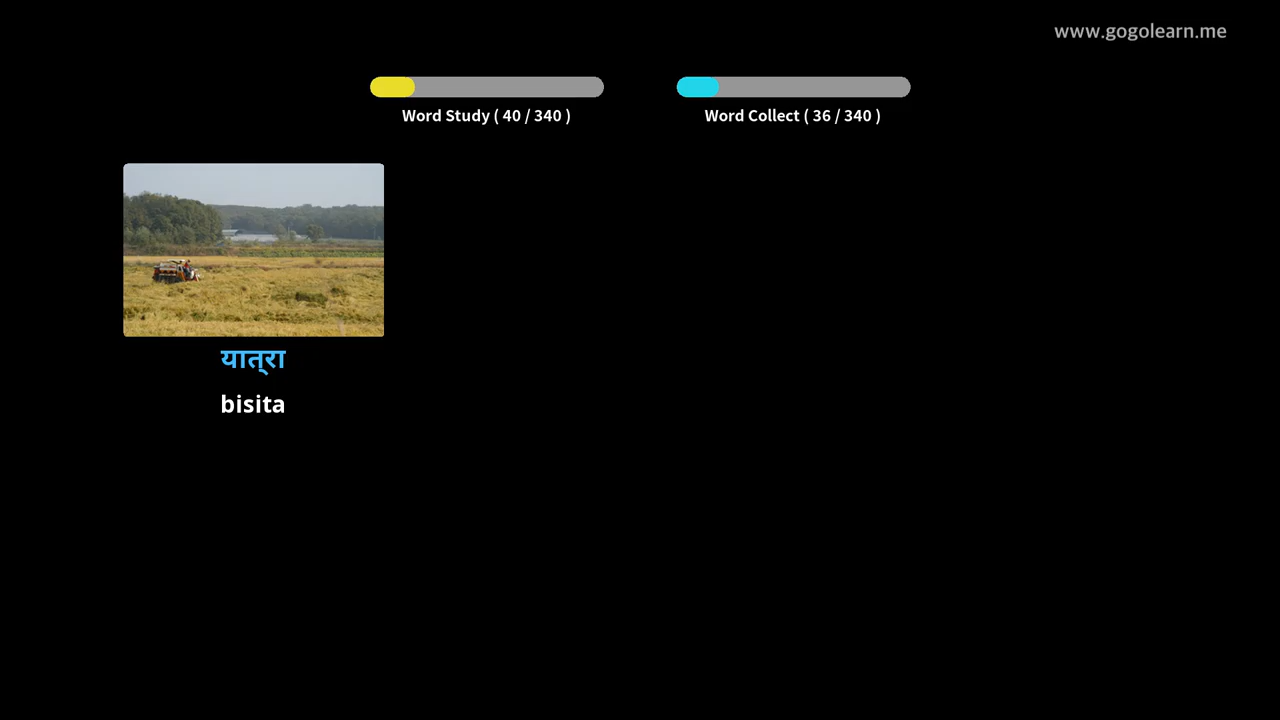 www.gogolearn.me
Word Study ( 40 / 340 )
Word Collect ( 36 / 340 )
यात्रा
bisita